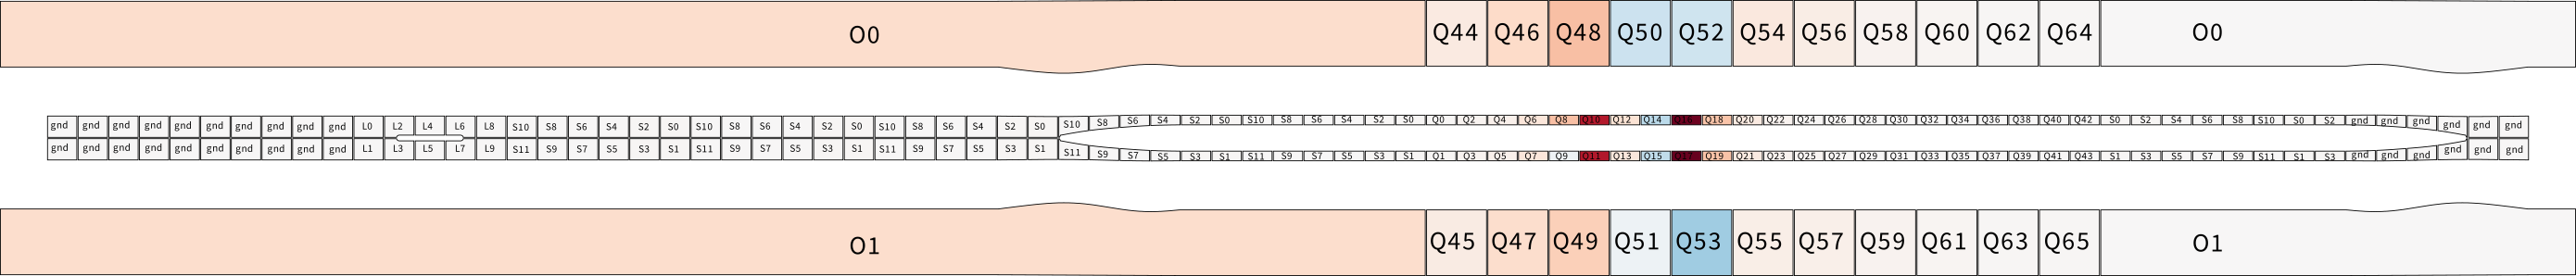 O0 Q44 Q46 Q48 Q50 Q52 Q54 Q56 Q58 Q60 Q62 Q64 O0
gnd gnd gnd gnd gnd gnd gnd gnd gnd gnd L0 L2 L4 L6 L8 S10 S8 S6 S4 S2 S0 S10 S8 S6 S4 S2 S0 S10 S8 S6 S4 S2 S0 S10 S8 S6 S4 S2 S0 S10 S8 S6 S4 S2 S0 Q0 Q2 Q4 Q6 Q8 Q10 Q12 Q14 Q16 Q18 Q20 Q22 Q24 Q26 Q28 Q30 Q32 Q34 Q36 Q38 Q40 Q42 S0 S2 S4 S6 S8 S10 S0 S2 gnd gnd gnd gnd gnd gnd
gnd gnd gnd gnd gnd gnd gnd gnd gnd gnd L1 L3 L5 L7 L9 S11 S9 S7 S5 S3 S1 S11 S9 S7 S5 S3 S1 S11 S9 S7 S5 S3 S1 S11 S9 S7 S5 S3 S1 S11 S9 S7 S5 S3 S1 Q1 Q3 Q5 Q7 Q9 Q11 Q13 Q15 Q17 Q19 Q21 Q23 Q25 Q27 Q29 Q31 Q33 Q35 Q37 Q39 Q41 Q43 S1 S3 S5 S7 S9 S11 S1 S3 gnd gnd gnd gnd gnd gnd
O1 Q45 Q47 Q49 Q51 Q53 Q55 Q57 Q59 Q61 Q63 Q65 O1